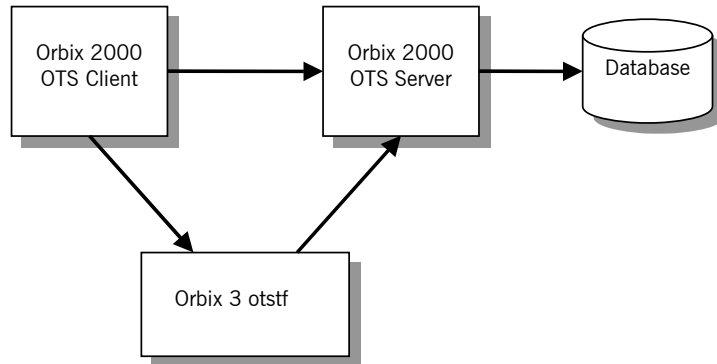 Orbix 2000
OTS Client
Orbix 2000
OTS Server
Database
Orbix 3 otstf